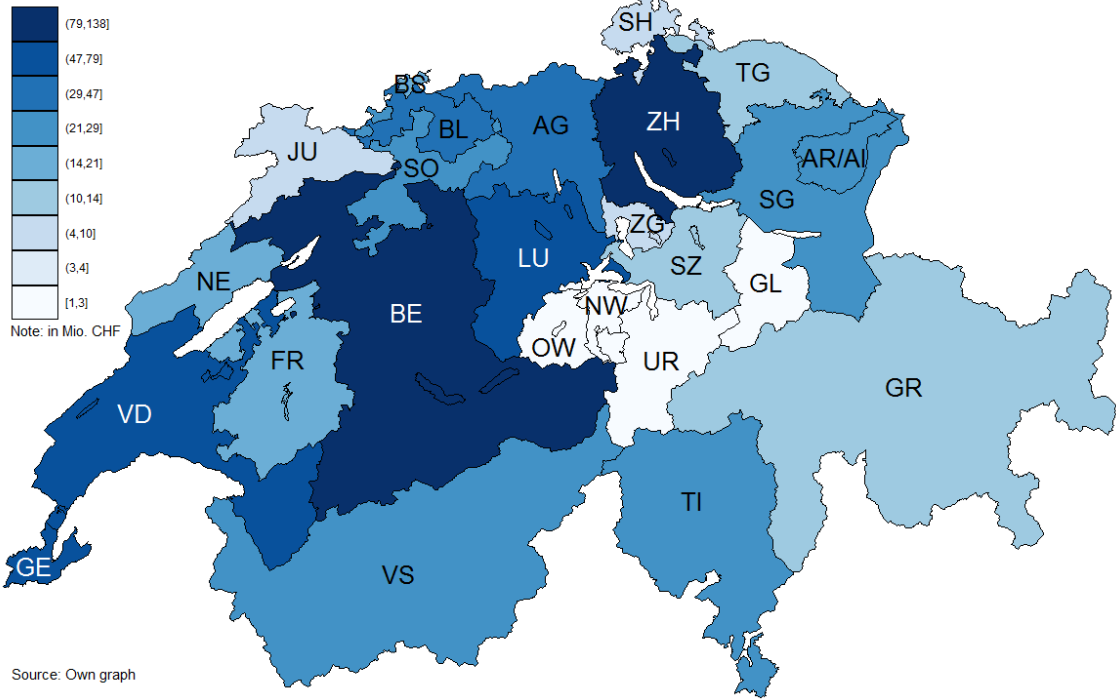 (79,138]
(47,79]
(29,47]
(21,29]
(14,21]
(10,14]
(4,10]
(3,4]
[1,3]
Note: in Mio. CHF
SH
TG
BS
BL
AG
ZH
JU
SO
AR/AI
SG
ZG
LU
SZ
NE
GL
NW
BE
OW
FR
UR
GR
VD
TI
GE
VS
Source: Own graph